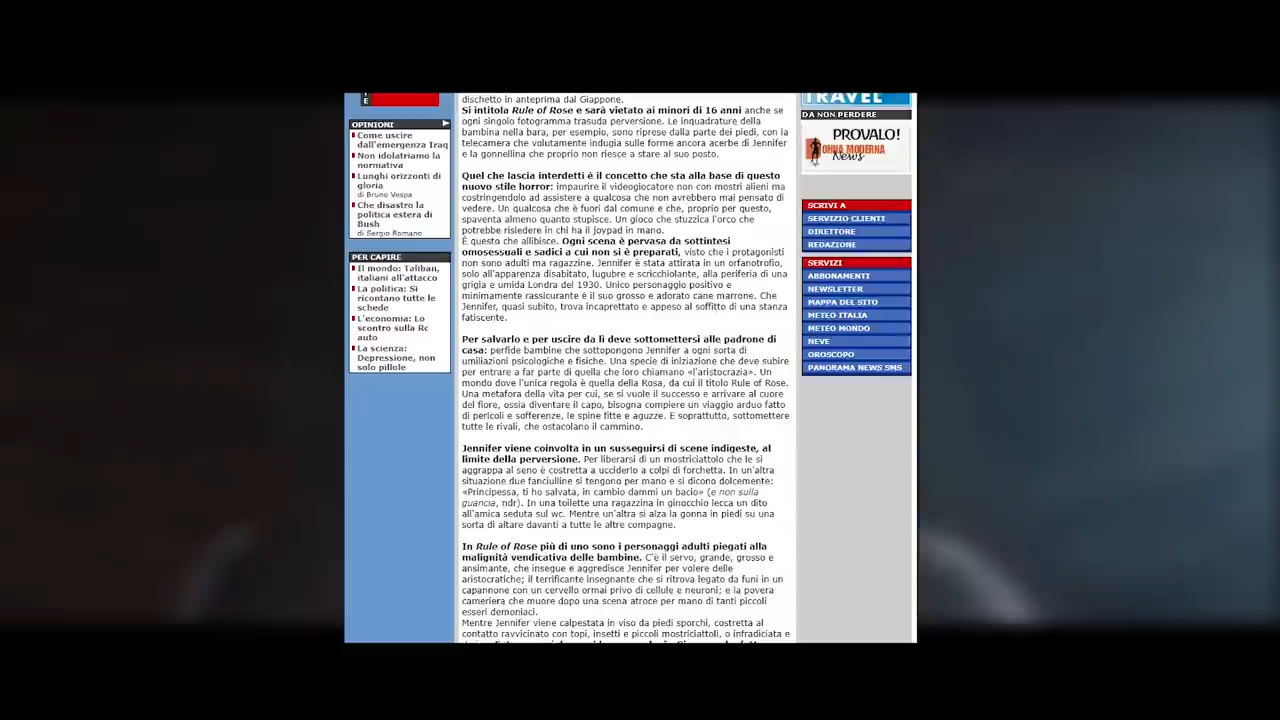 E
OPINIONI
Come uscire
dall'emergenza Iraq
Non idolatriamo la
normativa
Lunghi orizzonti di
gloria
di Bruno Vespa
Che disastro la
politica estera di
Bush
di Sergio Romano
PER CAPIRE
Il mondo: Taliban,
italiani all'attacco
La politica: Si
ricontano tutte le
schede
L'economia: Lo
scontro sulla Rc
auto
La scienza:
Depressione, non
solo pillole
dischetto in anteprima dal Giappone.
Si intitola Rule of Rose e sarà vietato ai minori di 16 anni anche se
ogni singolo fotogramma trasuda perversione. Le inquadrature della
bambina nella bara, per esempio, sono riprese dalla parte dei piedi, con la
telecamera che volutamente indugia sulle forme ancora acerbe di Jennifer
e la gonnellina che proprio non riesce a stare al suo posto.
Quel che lascia interdetti è il concetto che sta alla base di questo
nuovo stile horror: impaurire il videogiocatore non con mostri alieni ma
costringendolo ad assistere a qualcosa che non avrebbero mai pensato di
vedere. Un qualcosa che è fuori dal comune e che, proprio per questo,
spaventa almeno quanto stupisce. Un gioco che stuzzica l'orco che
potrebbe risiedere in chi ha il joypad in mano.
È questo che allibisce. Ogni scena è pervasa da sottintesi
omosessuali e sadici a cui non si è preparati, visto che i protagonisti
non sono adulti ma ragazzine. Jennifer è stata attirata in un orfanotrofio,
solo all'apparenza disabitato, lugubre e scricchiolante, alla periferia di una
grigia e umida Londra del 1930. Unico personaggio positivo e
minimamente rassicurante è il suo grosso e adorato cane marrone. Che
Jennifer, quasi subito, trova incaprettato e appeso al soffitto di una stanza
fatiscente.
Per salvarlo e per uscire da lì deve sottomettersi alle padrone di
casa: perfide bambine che sottopongono Jennifer a ogni sorta di
umiliazioni psicologiche e fisiche. Una specie di iniziazione che deve subire
per entrare a far parte di quella che loro chiamano «l'aristocrazia». Un
mondo dove l'unica regola è quella della Rosa, da cui il titolo Rule of Rose.
Una metafora della vita per cui, se si vuole il successo e arrivare al cuore
del fiore, ossia diventare il capo, bisogna compiere un viaggio arduo fatto
di pericoli e sofferenze, le spine fitte e aguzze. E soprattutto, sottomettere
tutte le rivali, che ostacolano il cammino.
Jennifer viene coinvolta in un susseguirsi di scene indigeste, al
limite della perversione. Per liberarsi di un mostriciattolo che le si
aggrappa al seno è costretta a ucciderlo a colpi di forchetta. In un'altra
situazione due fanciulline si tengono per mano e si dicono dolcemente:
«Principessa, ti ho salvata, in cambio dammi un bacio» (e non sulla
guancia, ndr). In una toilette una ragazzina in ginocchio lecca un dito
all'amica seduta sul wc. Mentre un'altra si alza la gonna in piedi su una
sorta di altare davanti a tutte le altre compagne.
In Rule of Rose più di uno sono i personaggi adulti piegati alla
malignità vendicativa delle bambine. C'è il servo, grande, grosso e
ansimante, che insegue e aggredisce Jennifer per volere delle
aristocratiche; il terrificante insegnante che si ritrova legato da funi in un
capannone con un cervello ormai privo di cellule e neuroni; e la povera
cameriera che muore dopo una scena atroce per mano di tanti piccoli
esseri demoniaci.
Mentre Jennifer viene calpestata in viso da piedi sporchi, costretta al
contatto ravvicinato con topi, insetti e piccoli mostriciattoli, o infradiciata e
TRAVEL
DA NON PERDERE
PROVALO!
DONNA MODERNA
News
SCRIVI A
SERVIZIO CLIENTI
DIRETTORE
REDAZIONE
SERVIZI
ABBONAMENTI
NEWSLETTER
MAPPA DEL SITO
METEO ITALIA
METEO MONDO
NEVE
OROSCOPO
PANORAMA NEWS SMS